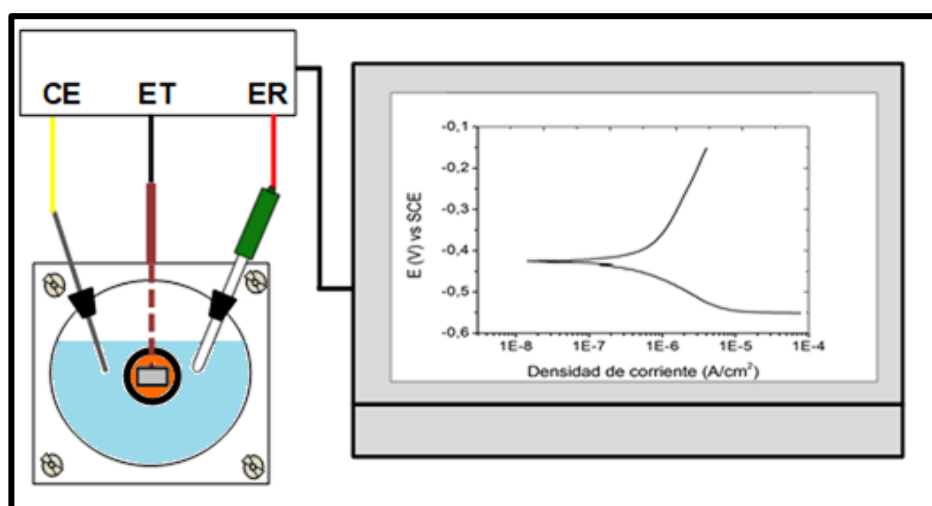 CE ET ER
-0,1
-0,2
-0,3
-0,4
-0,5
-0,6
E (V) vs SCE
1E-8 1E-7 1E-6 1E-5 1E-4
Densidad de corriente (A/cm²)